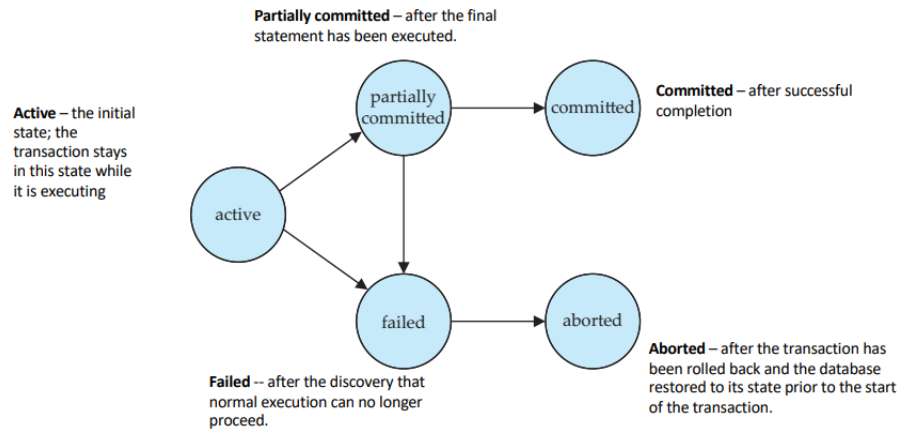 Partially committed – after the final
statement has been executed.
Active – the initial
state; the
transaction stays
in this state while
it is executing
partially
committed
committed
Committed – after successful
completion
active
failed
aborted
Failed -- after the discovery that
normal execution can no longer
proceed.
Aborted – after the transaction has
been rolled back and the database
restored to its state prior to the start
of the transaction.